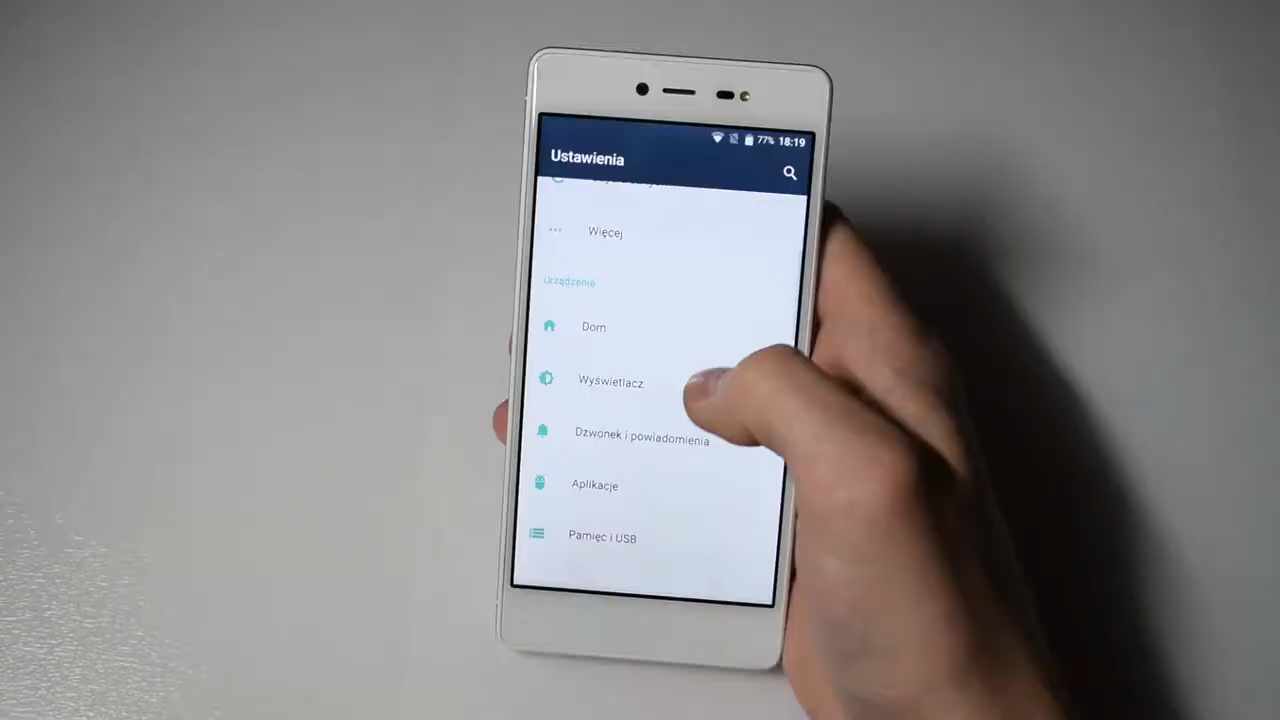 77% 18:19
Ustawienia
Więcej
urządzenie
Dom
Wyświetlacz
Dzwonek i powiadomienia
Aplikacje
Pamięć i USB